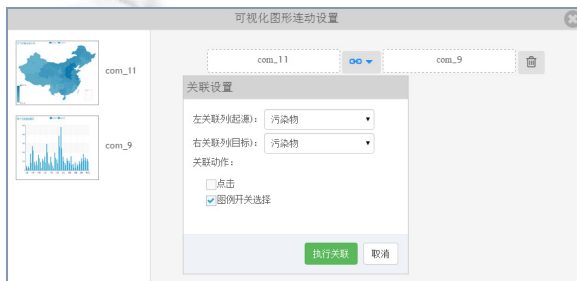 可视化图形连动设置
com_11
com_9
com_11
com_9
关联设置
左关联列(起源): 污染物
右关联列(目标): 污染物
关联动作:
点击
图例开关选择
执行关联 取消